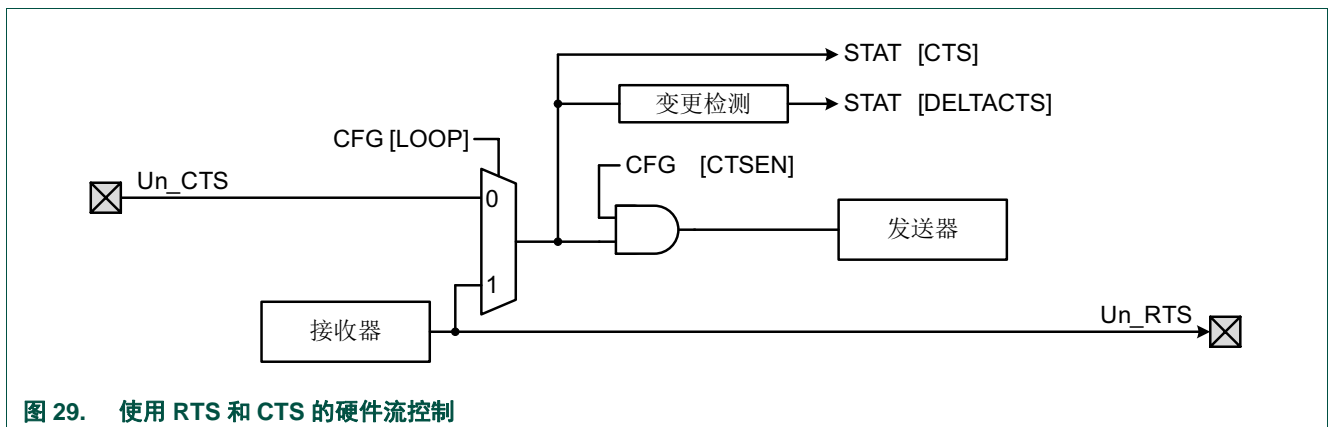 STAT [CTS]
变更检测
STAT [DELTACTS]
CFG [LOOP]
CFG [CTSEN]
Un_CTS
0
发送器
1
接收器
Un_RTS
图 29. 使用 RTS 和 CTS 的硬件流控制